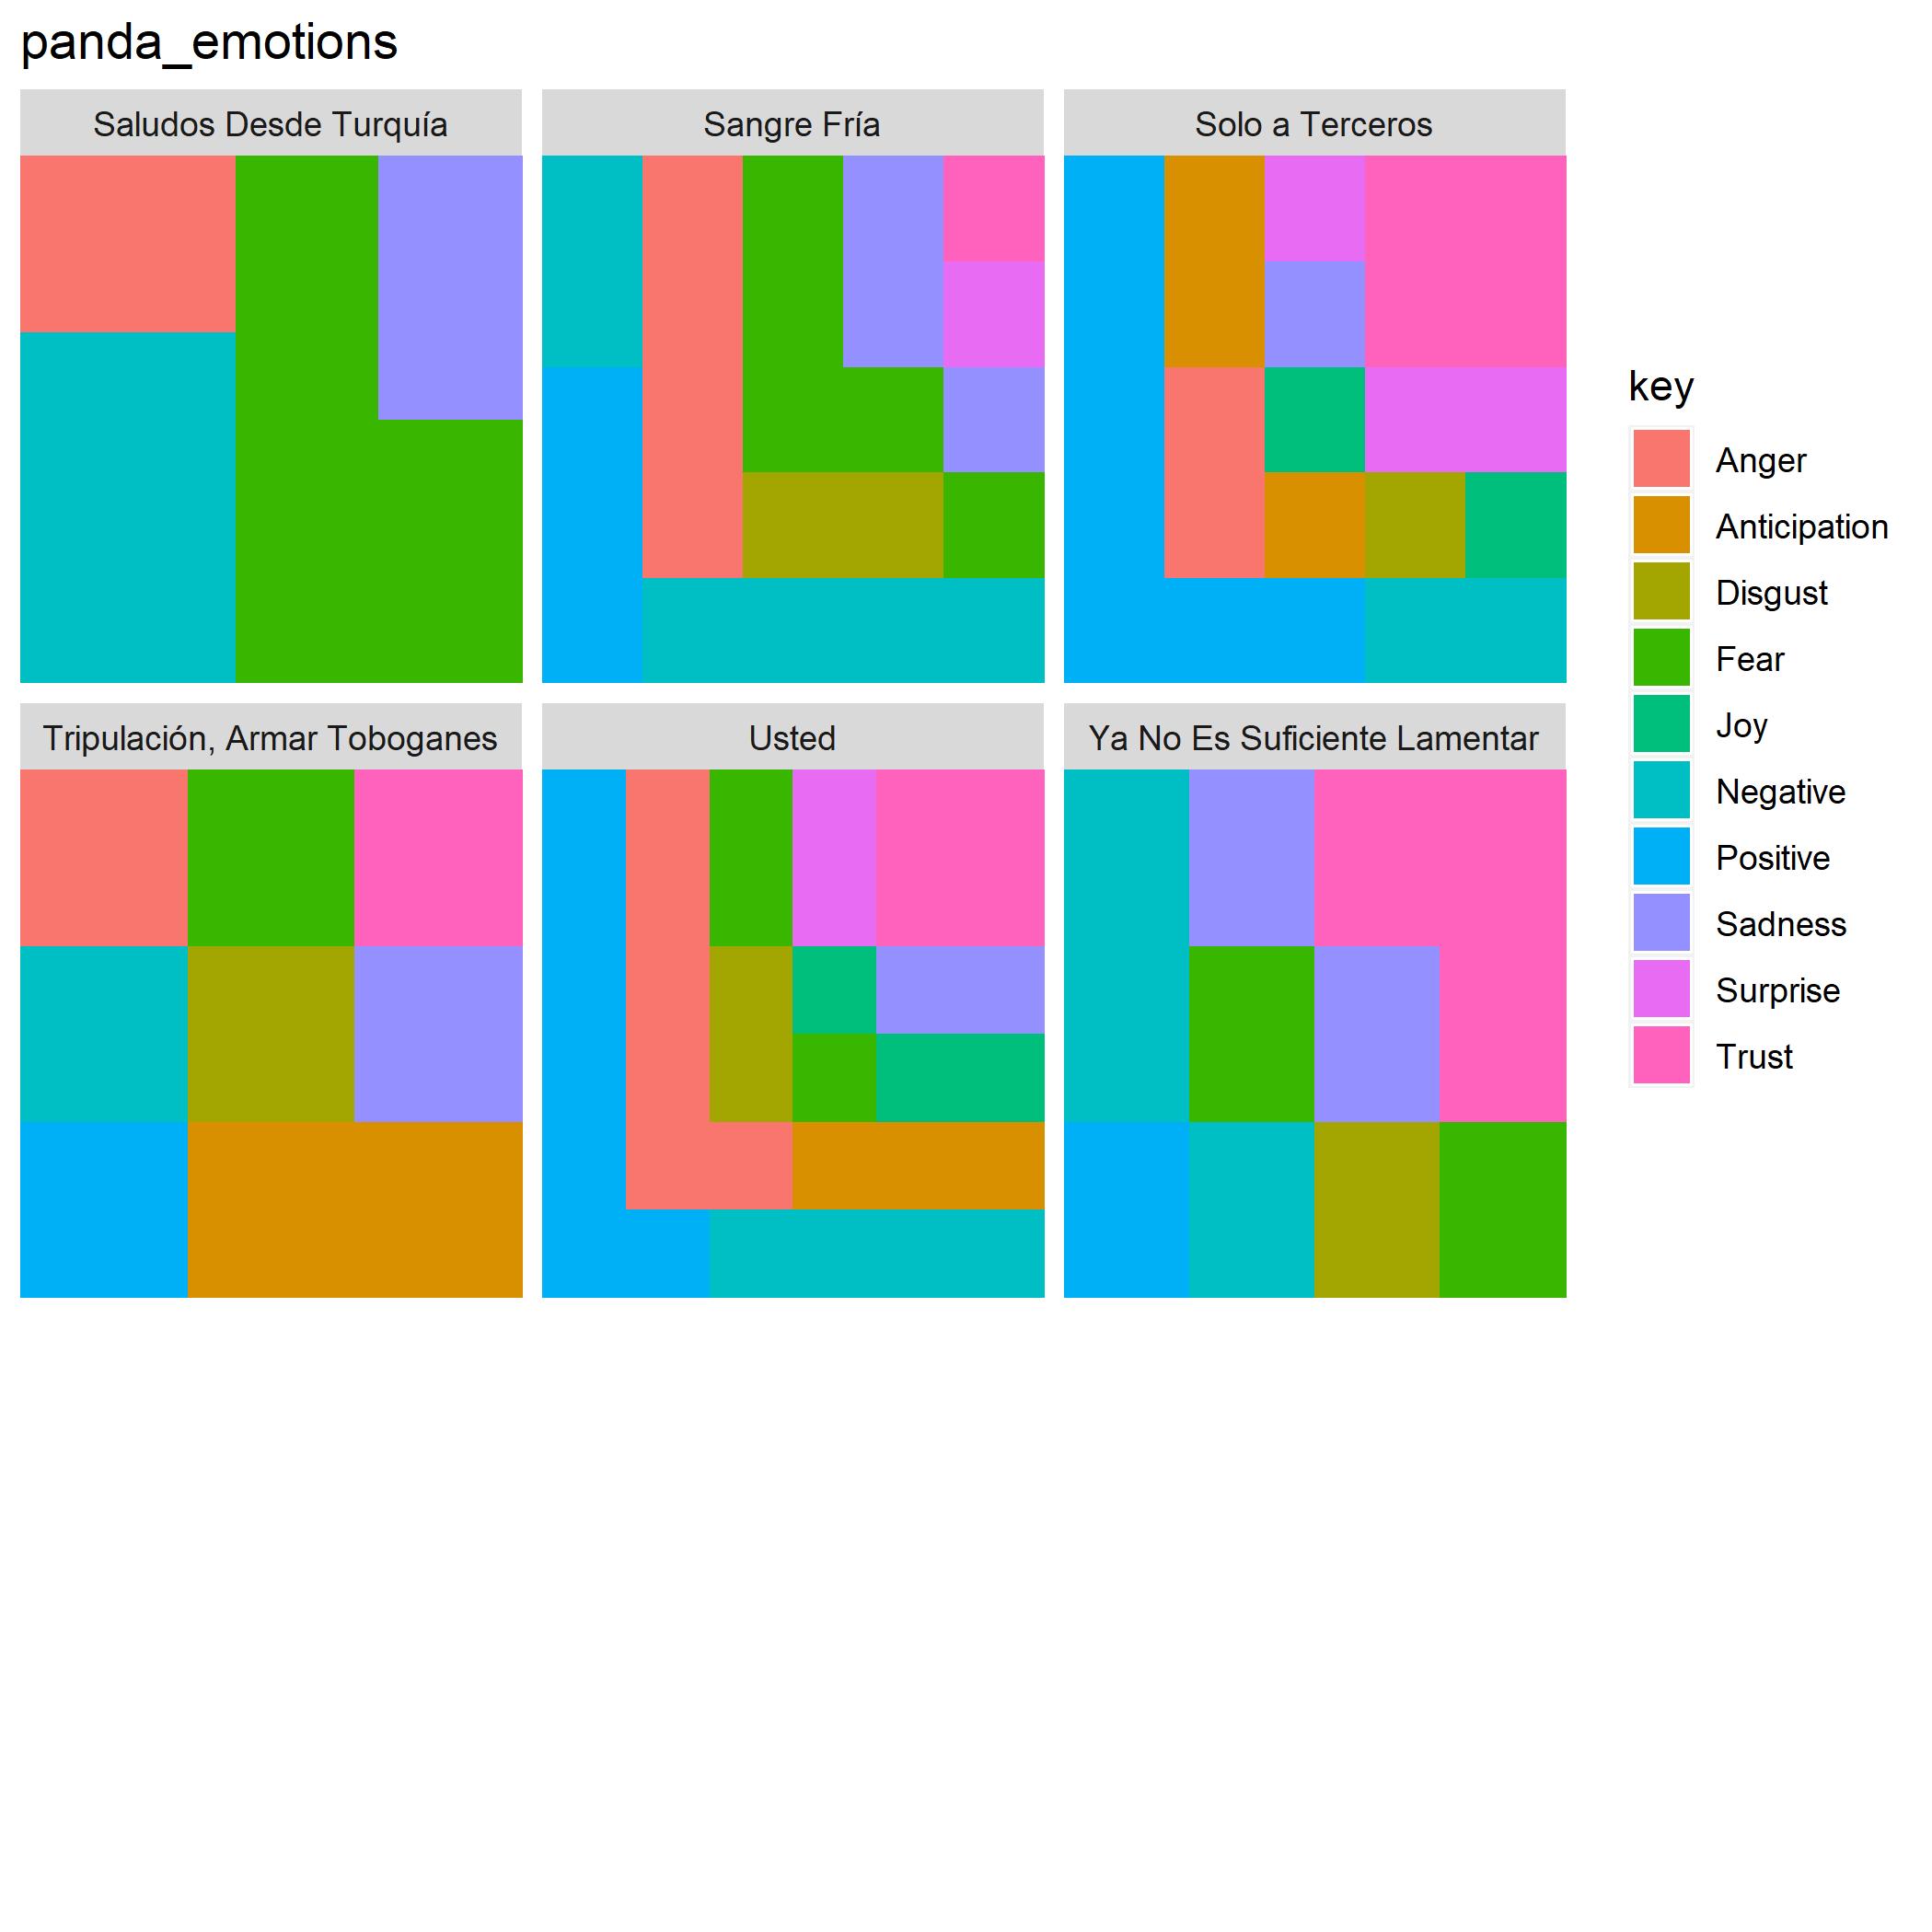 panda_emotions
Saludos Desde Turquía
Sangre Fría
Solo a Terceros
Tripulación, Armar Toboganes
Usted
Ya No Es Suficiente Lamentar
key
Anger
Anticipation
Disgust
Fear
Joy
Negative
Positive
Sadness
Surprise
Trust